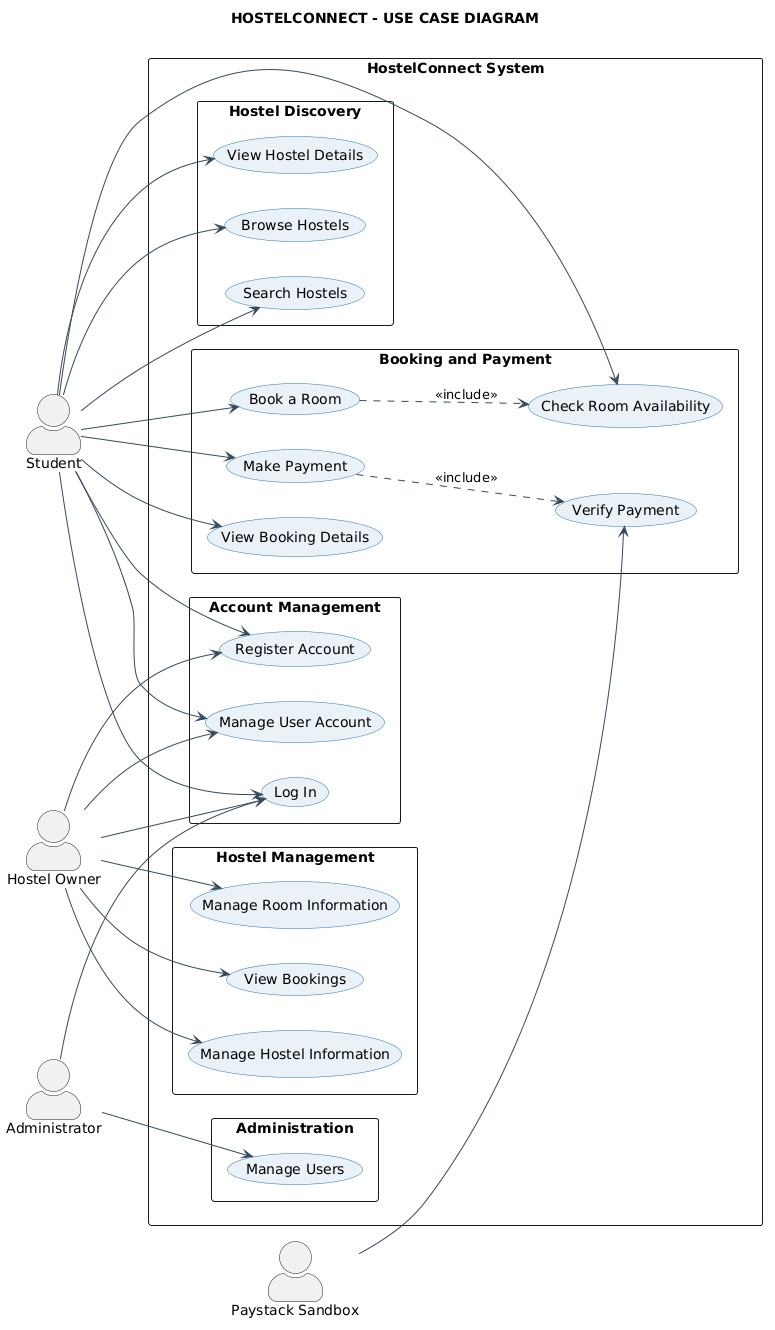 HOSTELCONNECT - USE CASE DIAGRAM
HostelConnect System
Hostel Discovery
View Hostel Details
Browse Hostels
Search Hostels
Booking and Payment
Book a Room
«include»
Check Room Availability
Student
Make Payment
«include»
Verify Payment
View Booking Details
Account Management
Register Account
Manage User Account
Log In
Hostel Owner
Hostel Management
Manage Room Information
View Bookings
Manage Hostel Information
Administrator
Administration
Manage Users
Paystack Sandbox